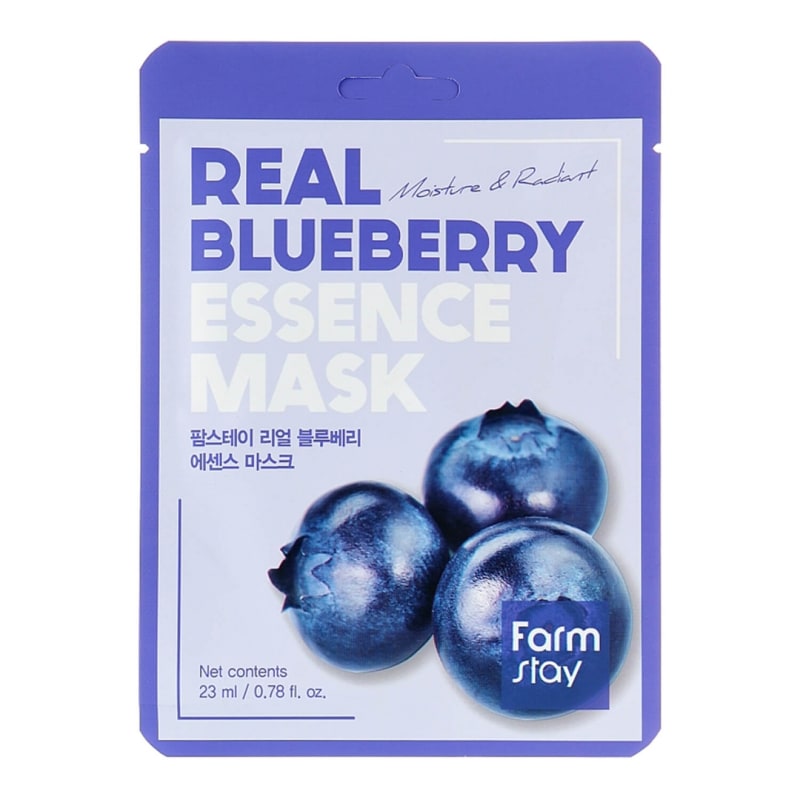 REAL
Moisture & Radiant
BLUEBERRY
ESSENCE
MASK
팜스테이 리얼 블루베리
에센스 마스크
Net contents
23 ml / 0.78 fl. oz.
Farm
stay